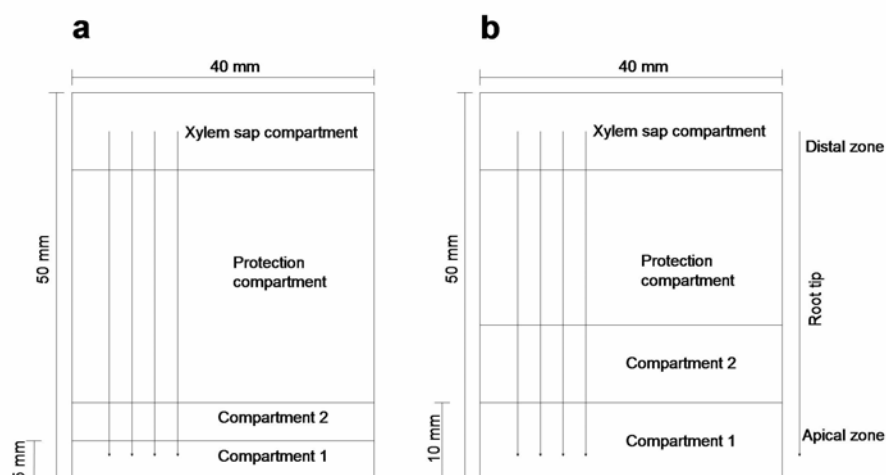 a
b
40 mm
40 mm
Xylem sap compartment
Xylem sap compartment
Distal zone
50 mm
50 mm
Protection
compartment
Protection
compartment
Root tip
Compartment 2
Compartment 2
Compartment 1
Compartment 1
10 mm
Apical zone